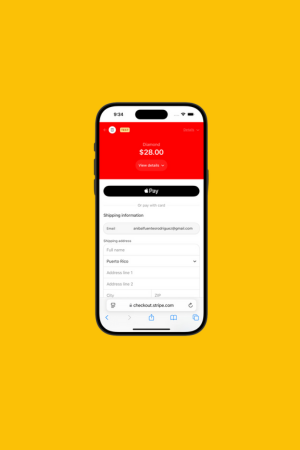 9:34
Diamond
$28.00
View details
Pay
Or pay with card
Shipping information
Email
Shipping address
Full name
Puerto Rico
Address line 1
Address line 2
City
ZIP
checkout.stripe.com